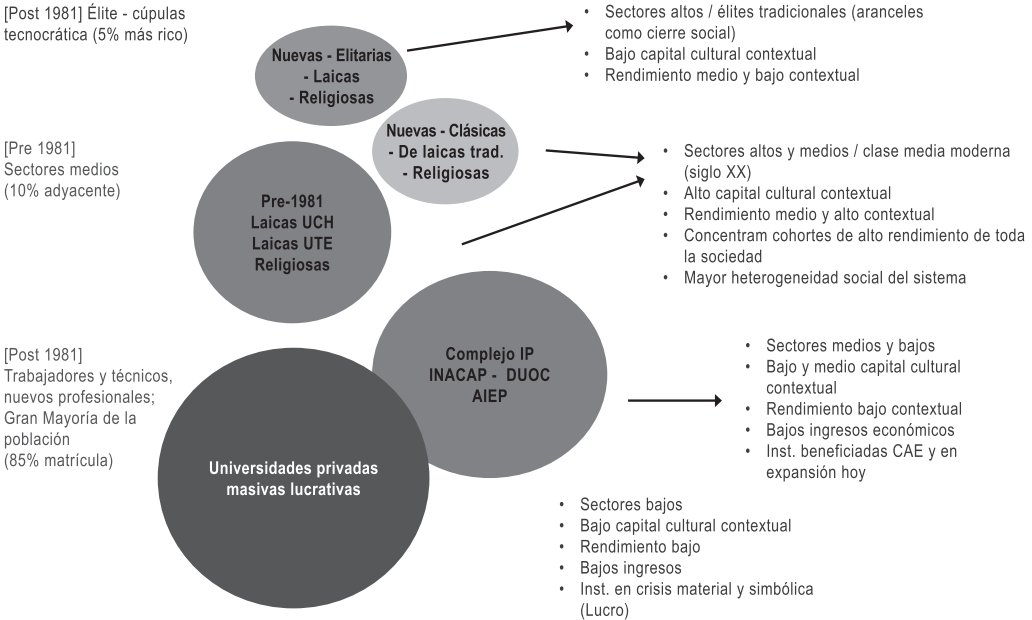 [Post 1981] Élite - cúpulas
tecnocrática (5% más rico)
Nuevas - Elitarias
- Laicas
- Religiosas
• Sectores altos / élites tradicionales (aranceles
como cierre social)
• Bajo capital cultural contextual
• Rendimiento medio y bajo contextual
Nuevas - Clásicas
- De laicas trad.
- Religiosas
[Pre 1981]
Sectores medios
(10% adyacente)
Pre-1981
Laicas UCH
Laicas UTE
Religiosas
• Sectores altos y medios / clase media moderna
(siglo XX)
• Alto capital cultural contextual
• Rendimiento medio y alto contextual
• Concentram cohortes de alto rendimiento de toda
la sociedad
• Mayor heterogeneidad social del sistema
[Post 1981]
Trabajadores y técnicos,
nuevos profesionales;
Gran Mayoría de la
población
(85% matrícula)
Complejo IP
INACAP - DUOC
AIEP
• Sectores medios y bajos
• Bajo y medio capital cultural
contextual
• Rendimiento bajo contextual
• Bajos ingresos económicos
• Inst. beneficiadas CAE y en
expansión hoy
Universidades privadas
masivas lucrativas
• Sectores bajos
• Bajo capital cultural contextual
• Rendimiento bajo
• Bajos ingresos
• Inst. en crisis material y simbólica
(Lucro)